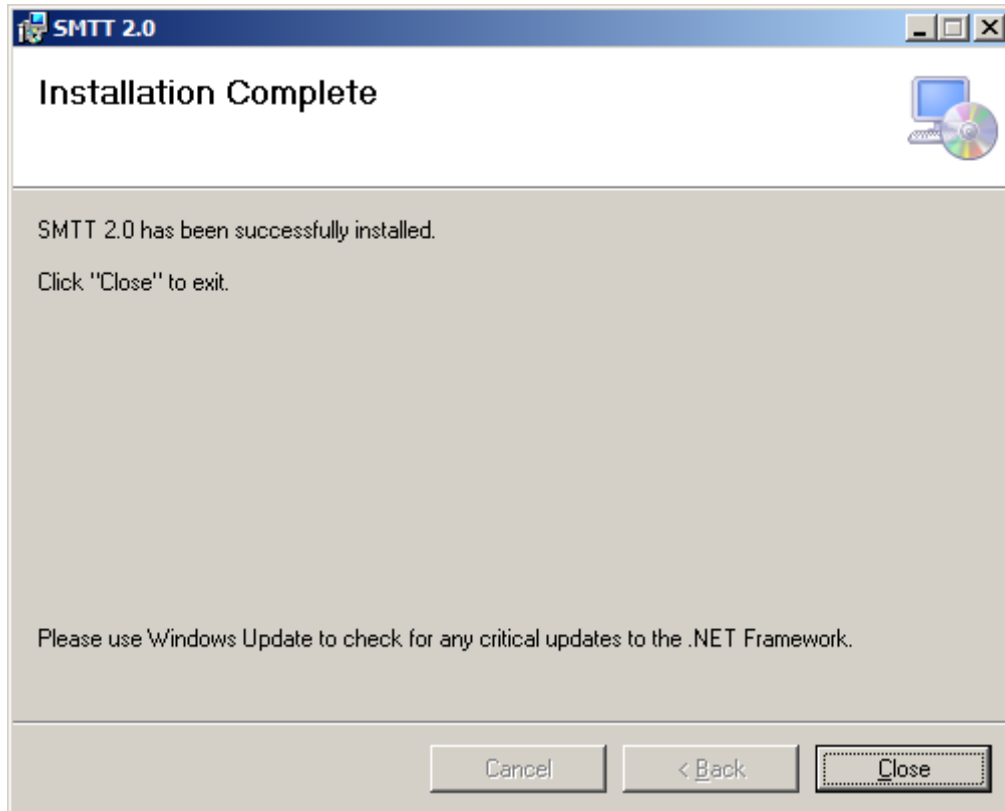 SMTT 2.0
Installation Complete
SMTT 2.0 has been successfully installed.
Click "Close" to exit.
Please use Windows Update to check for any critical updates to the .NET Framework.
Cancel
< Back
Close